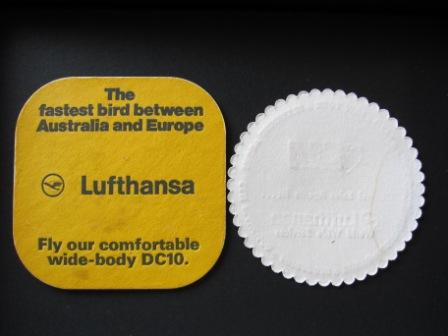 The
fastest bird between
Australia and Europe
Lufthansa
Fly our comfortable
wide-body DC10.